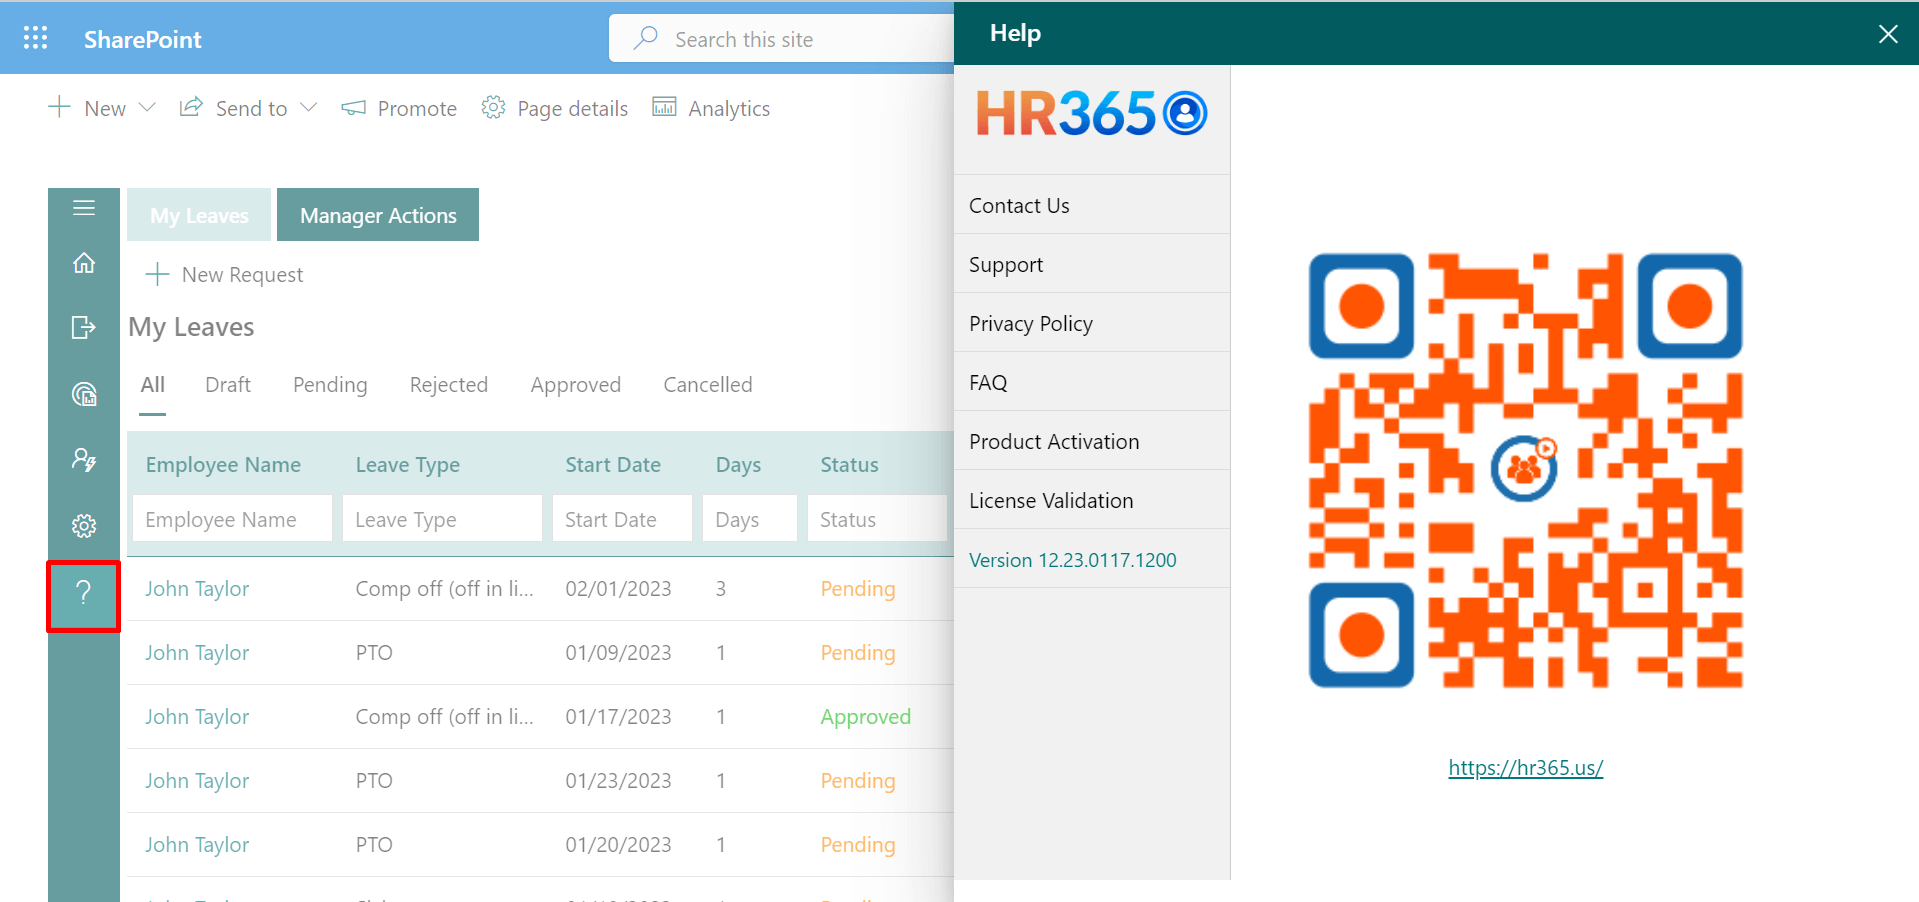 SharePoint
Search this site
Help
New
Send to
Promote
Page details
Analytics
HR365
Contact Us
Support
Privacy Policy
FAQ
Product Activation
License Validation
Version 12.23.0117.1200
https://hr365.us/
My Leaves
Manager Actions
New Request
My Leaves
All Draft Pending Rejected Approved Cancelled
Employee Name Leave Type Start Date Days Status
Employee Name Leave Type Start Date Days Status
John Taylor Comp off (off in li... 02/01/2023 3 Pending
John Taylor PTO 01/09/2023 1 Pending
John Taylor Comp off (off in li... 01/17/2023 1 Approved
John Taylor PTO 01/23/2023 1 Pending
John Taylor PTO 01/20/2023 1 Pending
?